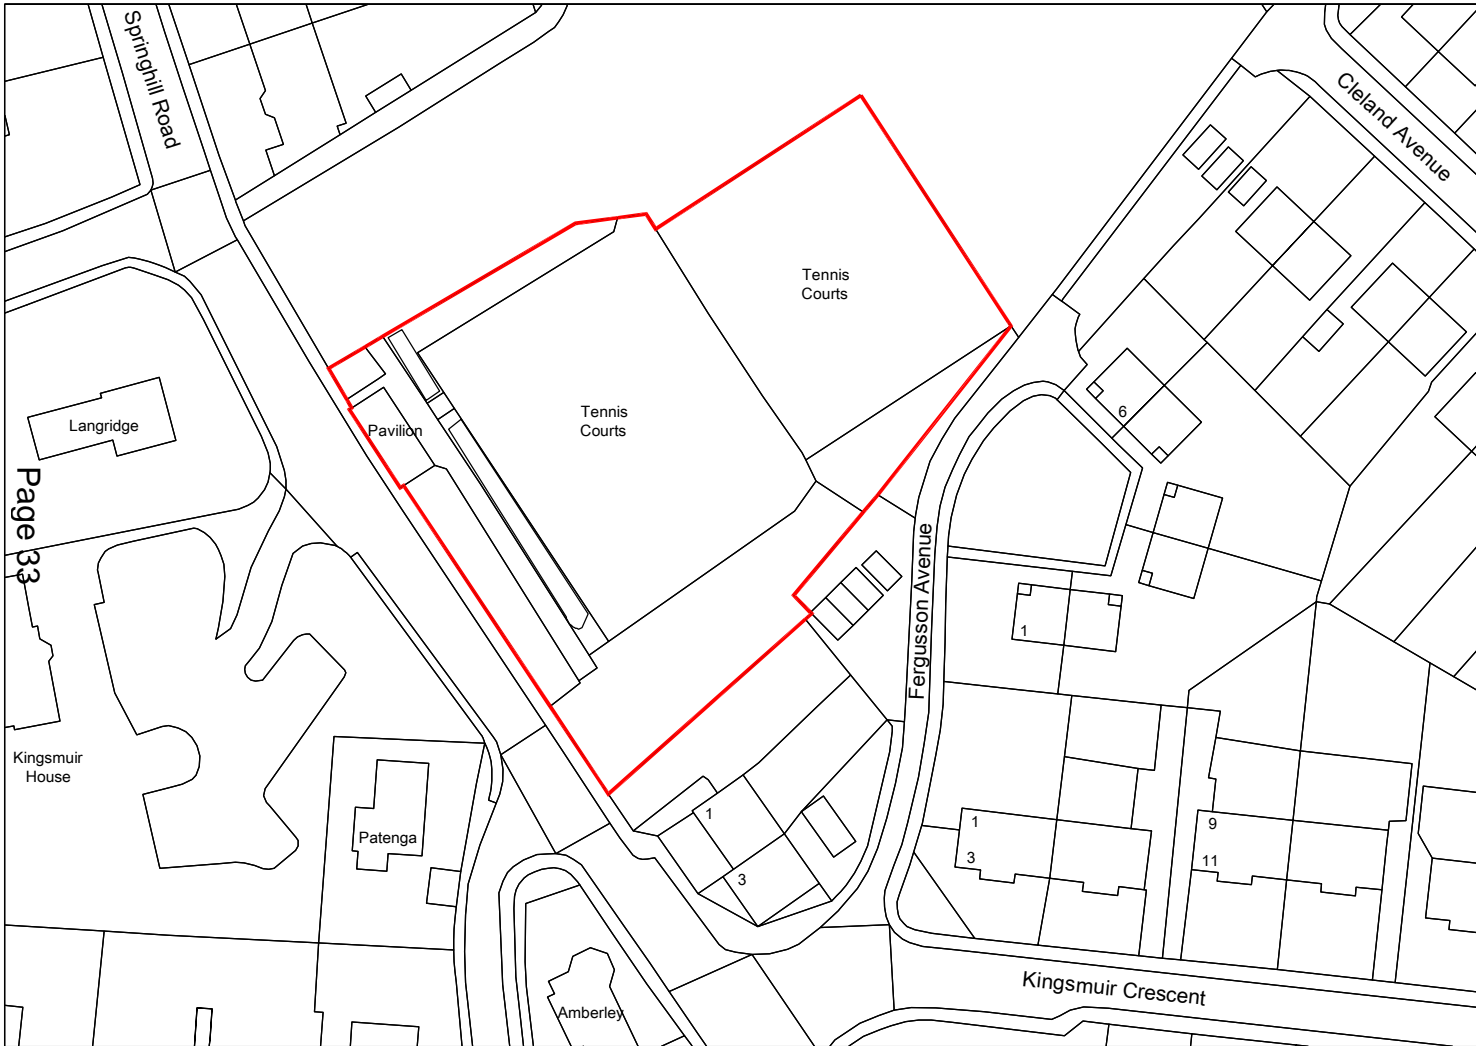 Springhill Road
Cleland Avenue
Tennis
Courts
Tennis
Courts
Pavilion
Langridge
6
Page 33
Fergusson Avenue
1
Kingsmuir
House
Patenga
1
3
1
3
9
11
Kingsmuir Crescent
Amberley